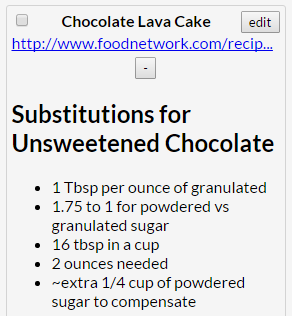 Chocolate Lava Cake
edit
http://www.foodnetwork.com/recip...
-
Substitutions for
Unsweetened Chocolate
• 1 Tbsp per ounce of granulated
• 1.75 to 1 for powdered vs
granulated sugar
• 16 tbsp in a cup
• 2 ounces needed
• ~extra 1/4 cup of powdered
sugar to compensate